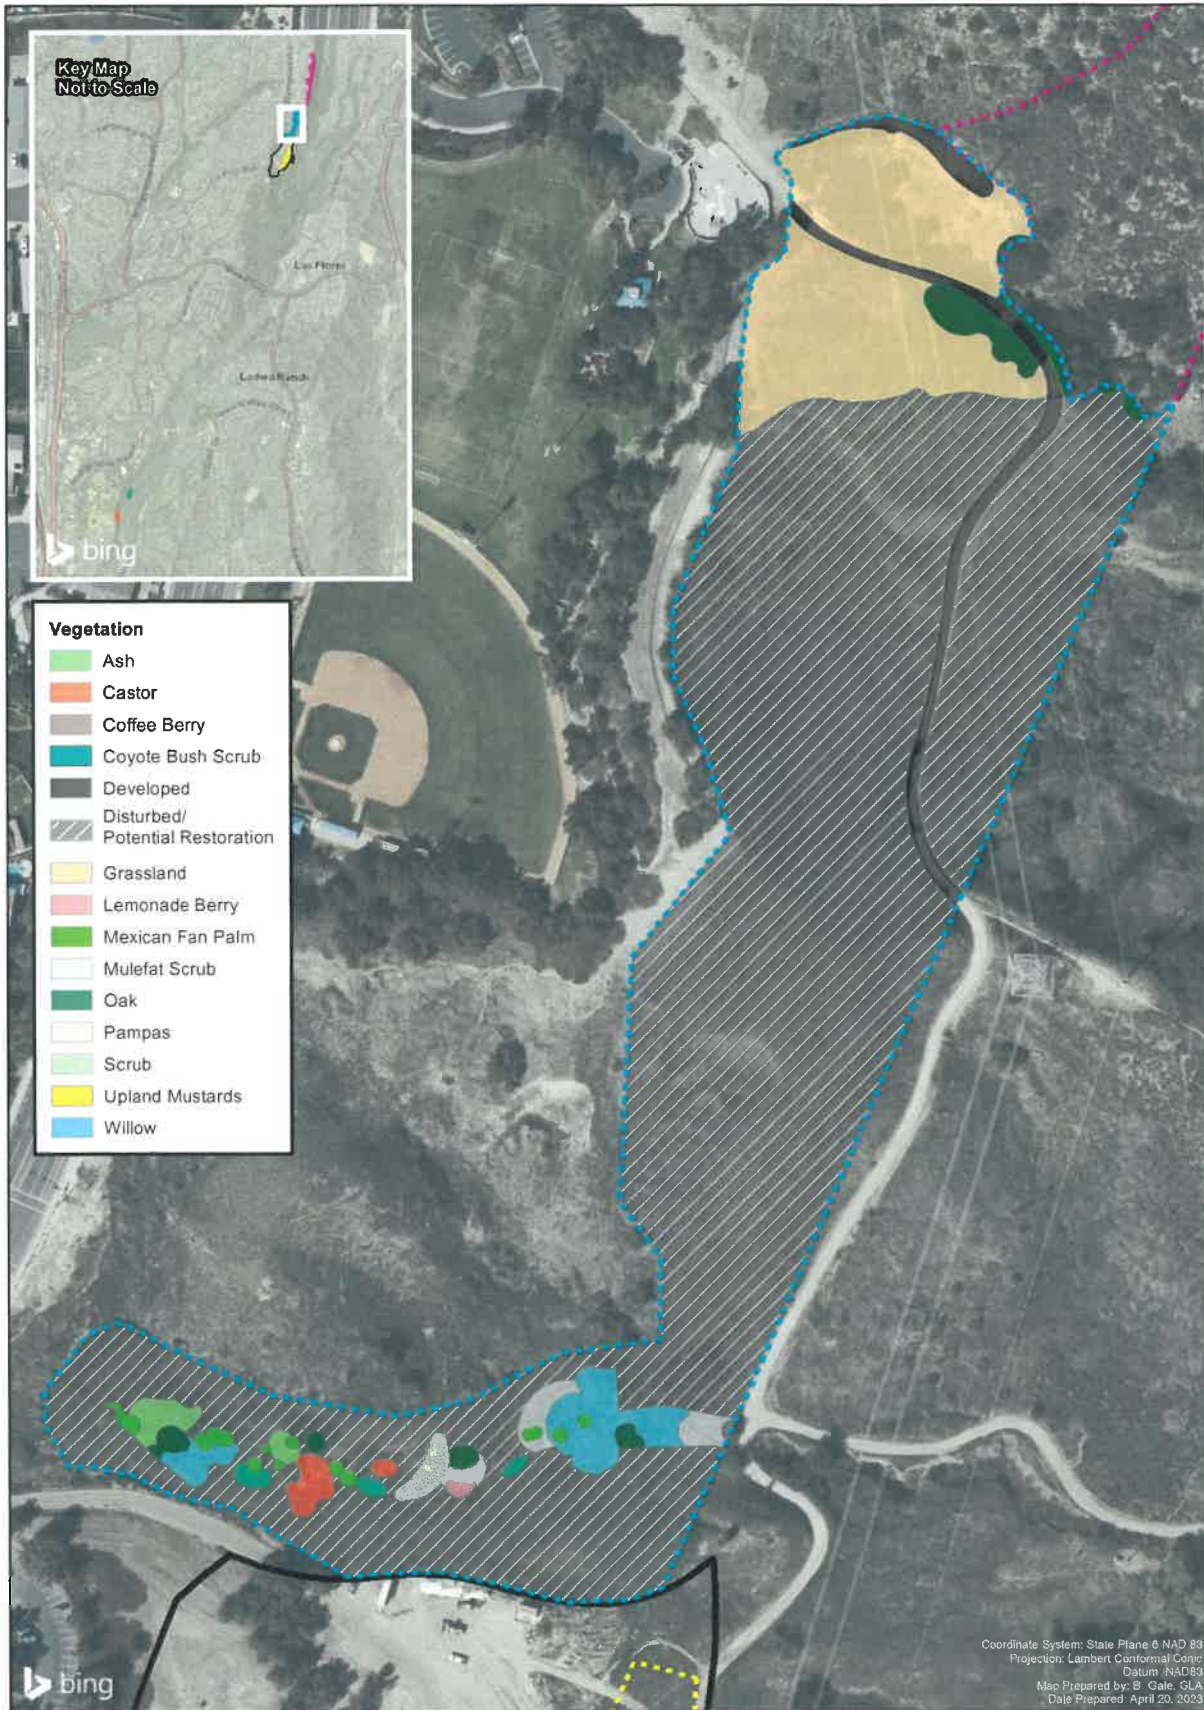 Key Map
Not to Scale
Las Flores
Ladera Ranch
bing
Vegetation
Ash
Castor
Coffee Berry
Coyote Bush Scrub
Developed
Disturbed/
Potential Restoration
Grassland
Lemonade Berry
Mexican Fan Palm
Mulefat Scrub
Oak
Pampas
Scrub
Upland Mustards
Willow
bing
Coordinate System: State Plane 6 NAD 83
Projection: Lambert Conformal Conic
Datum: NAD83
Map Prepared by: B. Gale, GLA
Date Prepared: April 20, 2023